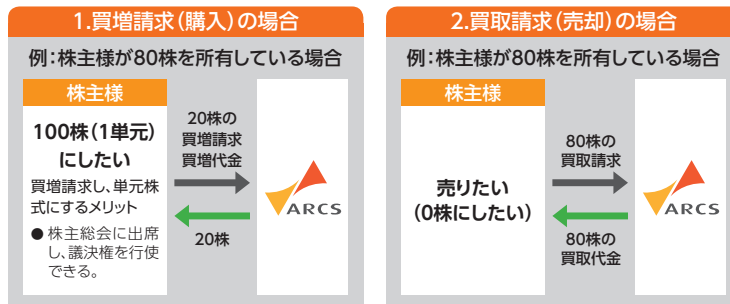 1.買増請求(購入)の場合
例:株主様が80株を所有している場合
株主様
100株(1単元)
にしたい
買増請求し、単元株
式にするメリット
●株主総会に出席
し、議決権を行使
できる。
20株の
買増請求
買増代金
20株
ARCS
2.買取請求(売却)の場合
例:株主様が80株を所有している場合
株主様
売りたい
(0株にしたい)
80株の
買取請求
80株の
買取代金
ARCS